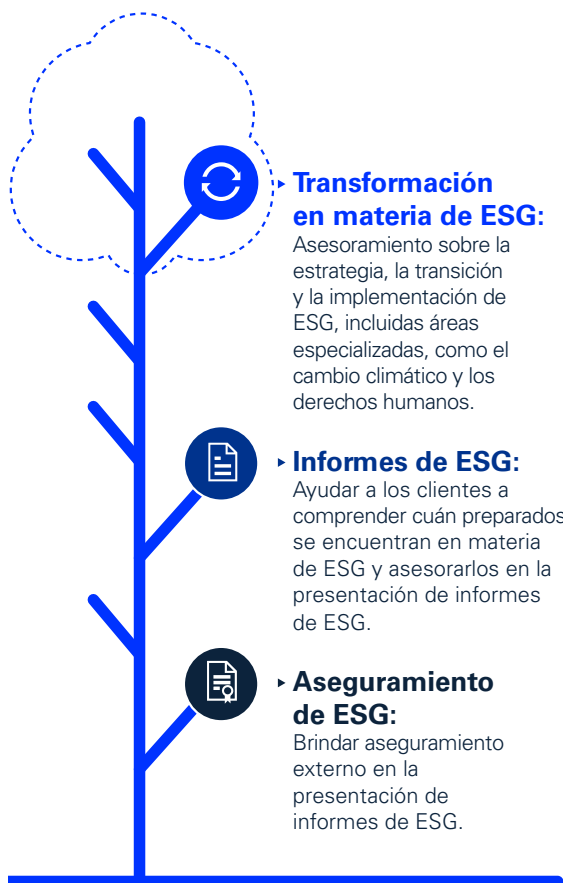 Transformación
en materia de ESG:
Asesoramiento sobre la
estrategia, la transición
y la implementación de
ESG, incluidas áreas
especializadas, como el
cambio climático y los
derechos humanos.
Informes de ESG:
Ayudar a los clientes a
comprender cuán preparados
se encuentran en materia
de ESG y asesorarlos en la
presentación de informes
de ESG.
Aseguramiento
de ESG:
Brindar aseguramiento
externo en la
presentación de
informes de ESG.